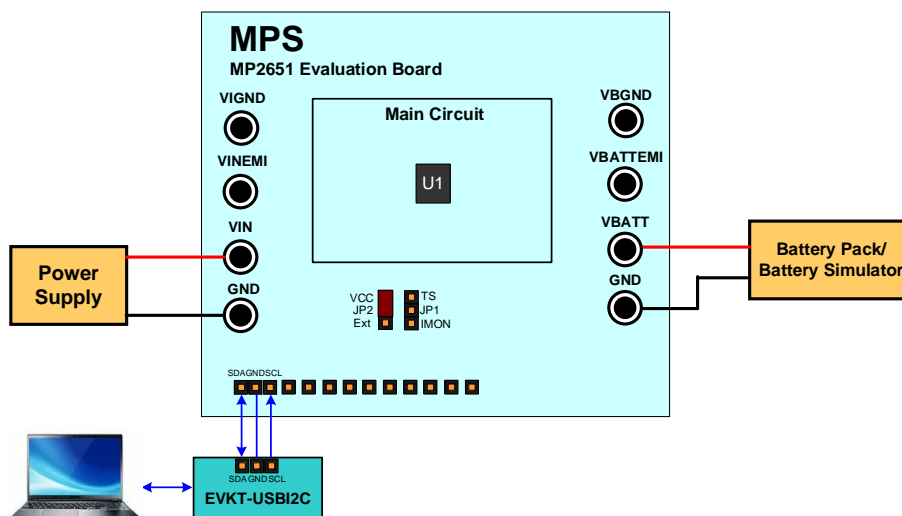 MPS
MP2651 Evaluation Board
VIGND
VINEMI
VIN
GND
Main Circuit
U1
VBGND
VBATTEMI
VBATT
GND
Power
Supply
Battery Pack/
Battery Simulator
VCC
JP2
Ext
TS
JP1
IMON
SDAGNDSCL
SDAGNDSCL
EVKT-USBI2C